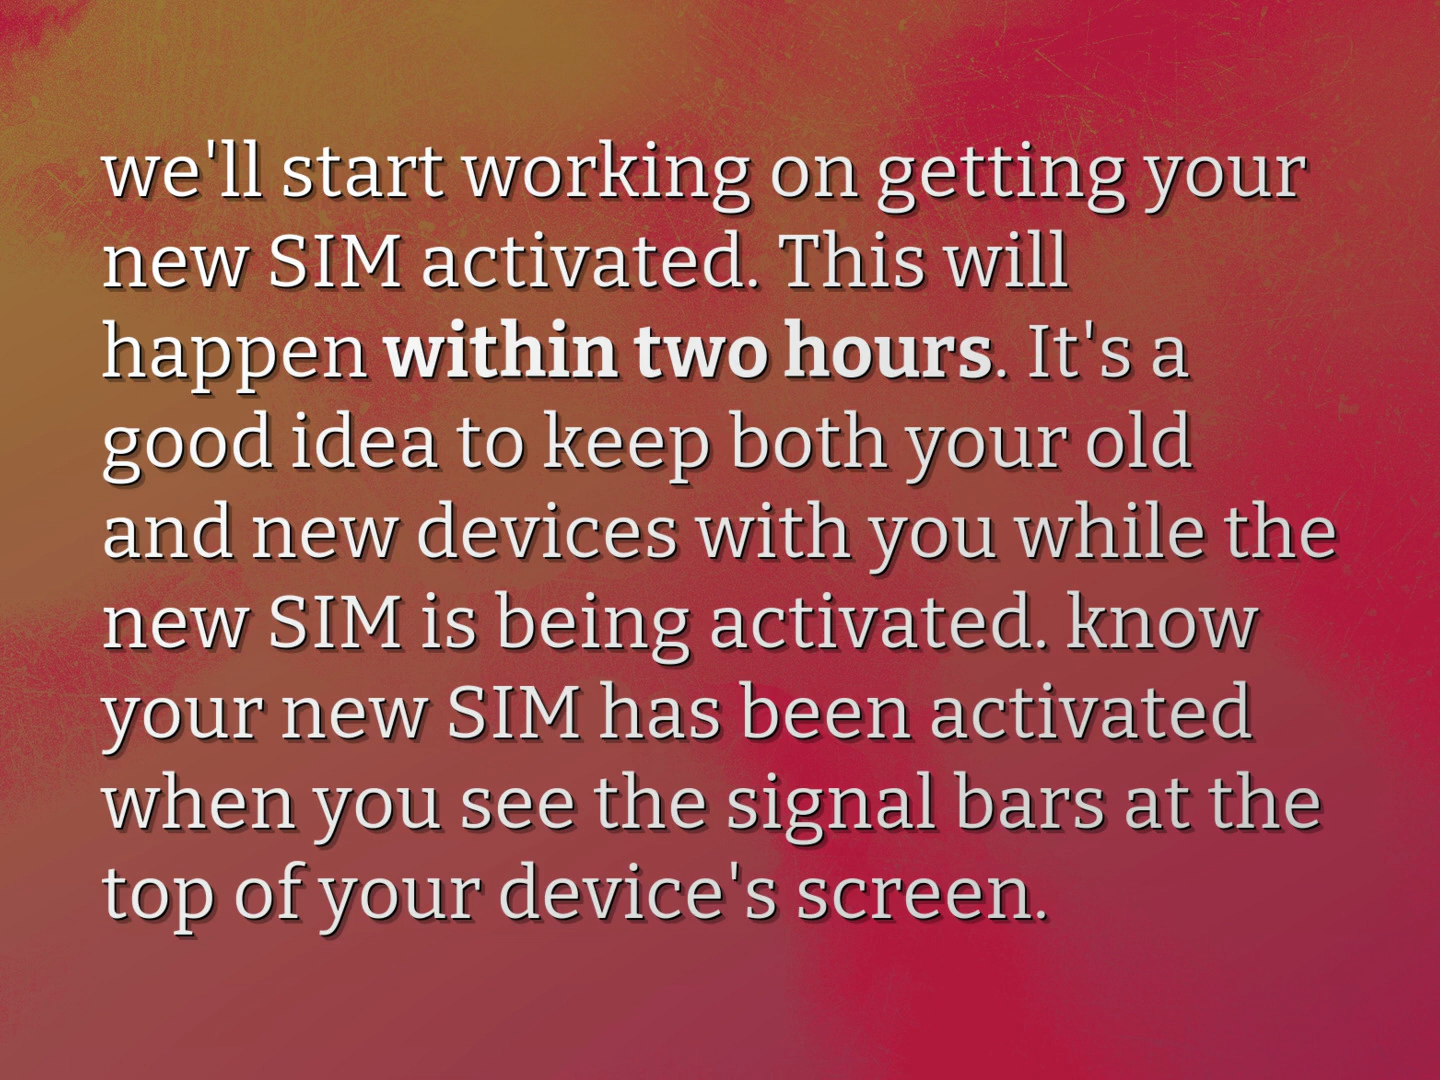 we'll start working on getting your
new SIM activated. This will
happen within two hours. It's a
good idea to keep both your old
and new devices with you while the
new SIM is being activated. know
your new SIM has been activated
when you see the signal bars at the
top of your device's screen.